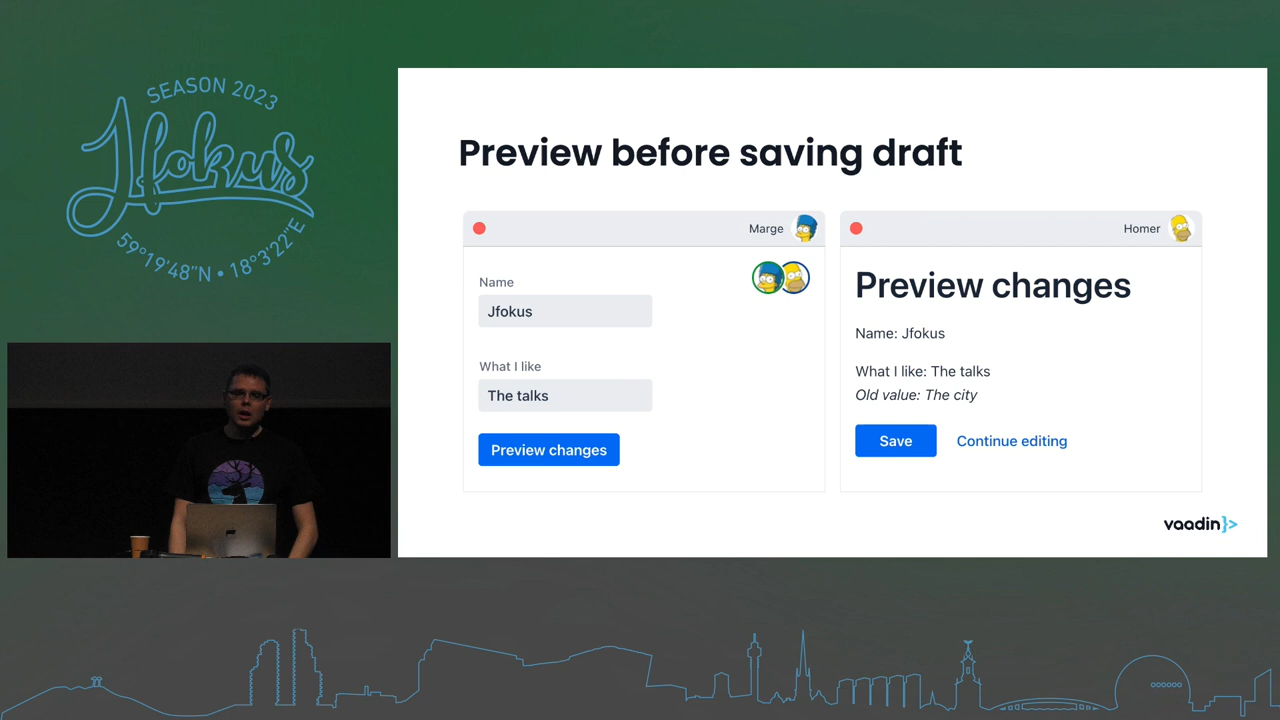 SEASON 2023
Jfokus
59°19'48"N • 18°3'22"E
Preview before saving draft
Marge
Name
Jfokus
What I like
The talks
Preview changes
Homer
Preview changes
Name: Jfokus
What I like: The talks
Old value: The city
Save
Continue editing
vaadin}>